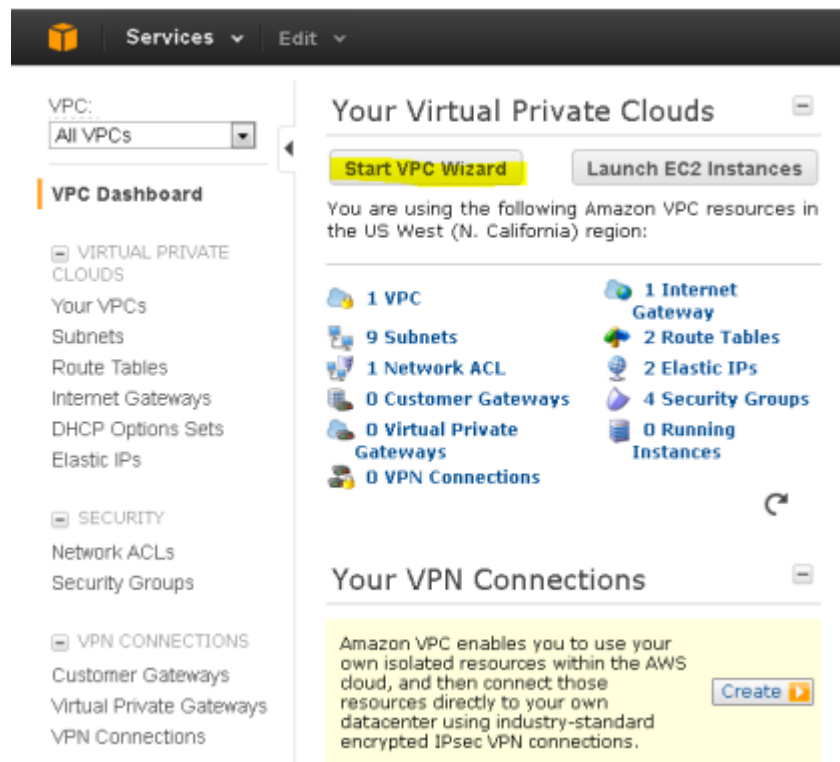 Services Edit
VPC:
All VPCs
VPC Dashboard
VIRTUAL PRIVATE
CLOUDS
Your VPCs
Subnets
Route Tables
Internet Gateways
DHCP Options Sets
Elastic IPs
SECURITY
Network ACLs
Security Groups
VPN CONNECTIONS
Customer Gateways
Virtual Private Gateways
VPN Connections
Your Virtual Private Clouds
Start VPC Wizard
Launch EC2 Instances
You are using the following Amazon VPC resources in
the US West (N. California) region:
1 VPC
9 Subnets
1 Network ACL
0 Customer Gateways
0 Virtual Private
Gateways
0 VPN Connections
1 Internet
Gateway
2 Route Tables
2 Elastic IPs
4 Security Groups
0 Running
Instances
Your VPN Connections
Amazon VPC enables you to use your
own isolated resources within the AWS
cloud, and then connect those
resources directly to your own
datacenter using industry-standard
encrypted IPsec VPN connections.
Create